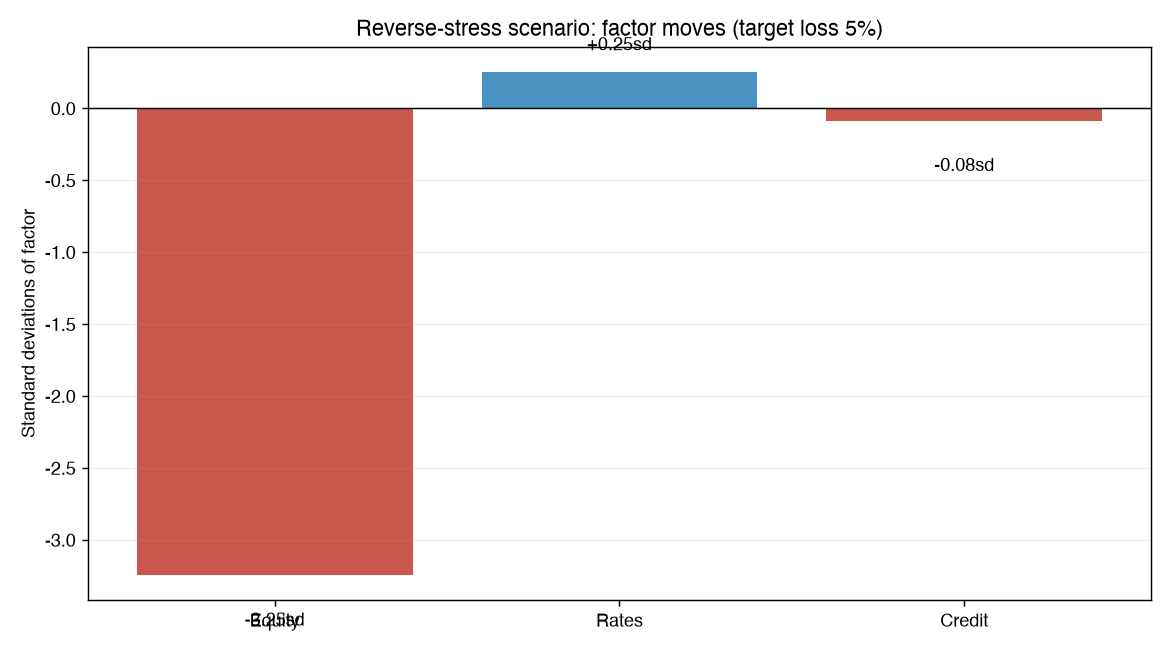 Reverse-stress scenario: factor moves (target loss 5%)
+0.25sd
0.0
-0.08sd
-0.5
-1.0
-1.5
-2.0
-2.5
-3.0
Standard deviations of factor
Equity
Rates
Credit